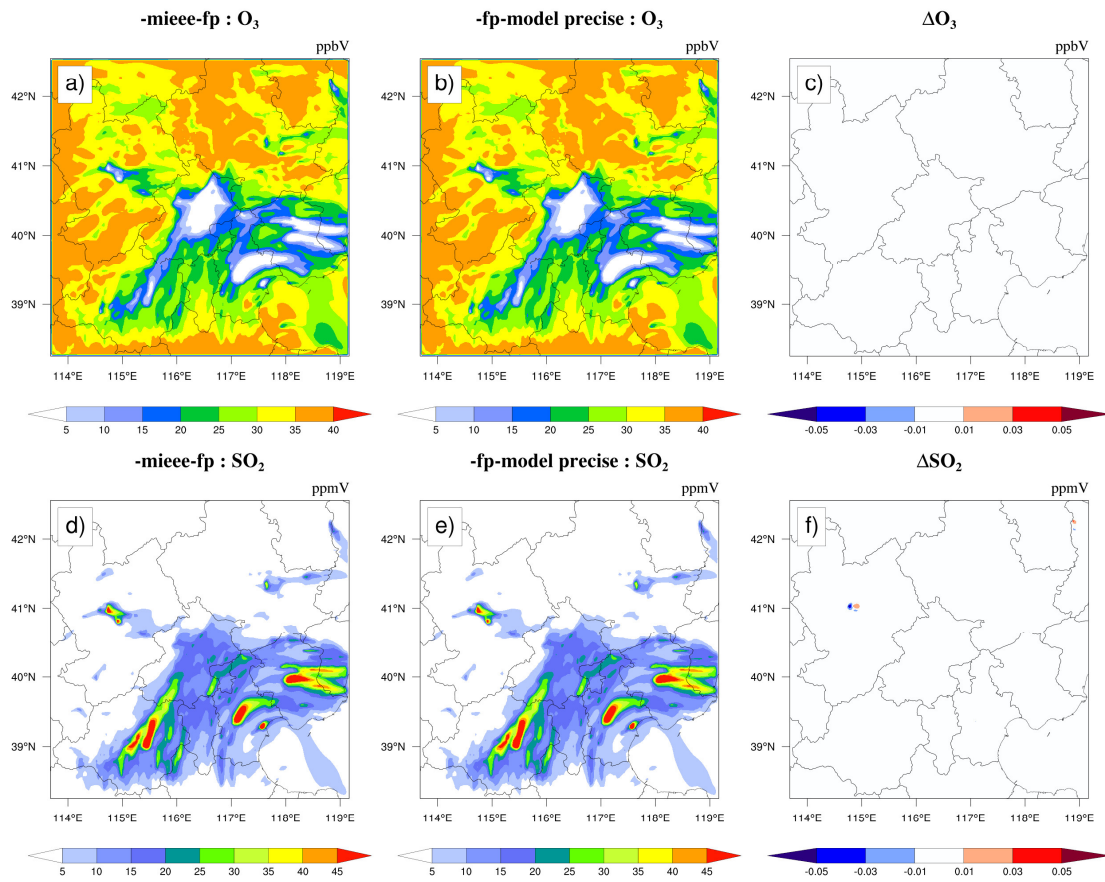 -mieee-fp : O₃
-fp-model precise : O₃
ΔO₃
ppbV
ppbV
ppbV
a)
b)
c)
42°N
41°N
40°N
39°N
42°N
41°N
40°N
39°N
42°N
41°N
40°N
39°N
114°E 115°E 116°E 117°E 118°E 119°E
114°E 115°E 116°E 117°E 118°E 119°E
114°E 115°E 116°E 117°E 118°E 119°E
5 10 15 20 25 30 35 40
5 10 15 20 25 30 35 40
-0.05 -0.03 -0.01 0.01 0.03 0.05
-mieee-fp : SO₂
-fp-model precise : SO₂
ΔSO₂
ppmV
ppmV
ppmV
d)
e)
f)
42°N
41°N
40°N
39°N
42°N
41°N
40°N
39°N
42°N
41°N
40°N
39°N
114°E 115°E 116°E 117°E 118°E 119°E
114°E 115°E 116°E 117°E 118°E 119°E
114°E 115°E 116°E 117°E 118°E 119°E
5 10 15 20 25 30 35 40 45
5 10 15 20 25 30 35 40 45
-0.05 -0.03 -0.01 0.01 0.03 0.05